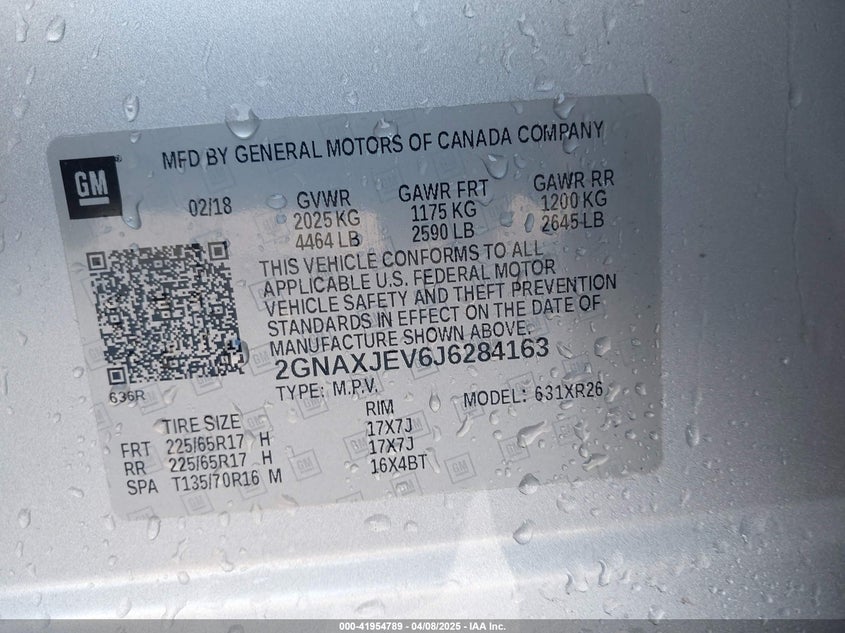 MFD BY GENERAL MOTORS OF CANADA COMPANY
GM
02/18
GVWR GAWR FRT GAWR RR
2025 KG 1175 KG 1200 KG
4464 LB 2590 LB 2645 LB
THIS VEHICLE CONFORMS TO ALL
APPLICABLE U.S. FEDERAL MOTOR
VEHICLE SAFETY AND THEFT PREVENTION
STANDARDS IN EFFECT ON THE DATE OF
MANUFACTURE SHOWN ABOVE.
2GNAXJEV6J6284163
636R
TYPE: M.P.V. MODEL: 631XR26
TIRE SIZE RIM
FRT 225/65R17 H 17X7J
RR 225/65R17 H 17X7J
SPA T135/70R16 M 16X4BT
000-41954789 - 04/08/2025 - IAA Inc.